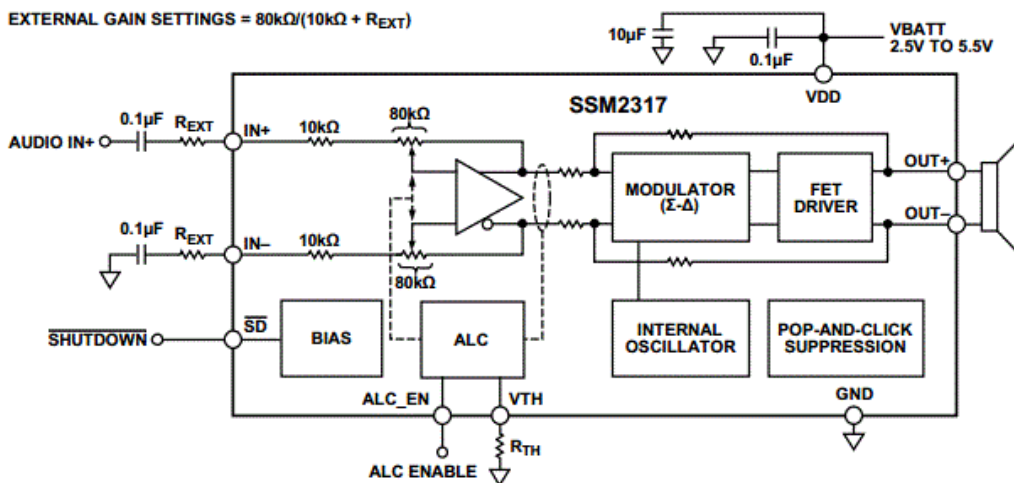 EXTERNAL GAIN SETTINGS = 80kΩ/(10kΩ + REXT)
10µF
0.1µF
VBATT
2.5V TO 5.5V
VDD
SSM2317
0.1µF
REXT
AUDIO IN+
IN+
10kΩ
80kΩ
MODULATOR
(Σ-Δ)
FET
DRIVER
OUT+
OUT–
0.1µF
REXT
IN–
10kΩ
80kΩ
SHUTDOWN
SD
BIAS
ALC
INTERNAL
OSCILLATOR
POP-AND-CLICK
SUPPRESSION
ALC_EN
VTH
GND
RTH
ALC ENABLE